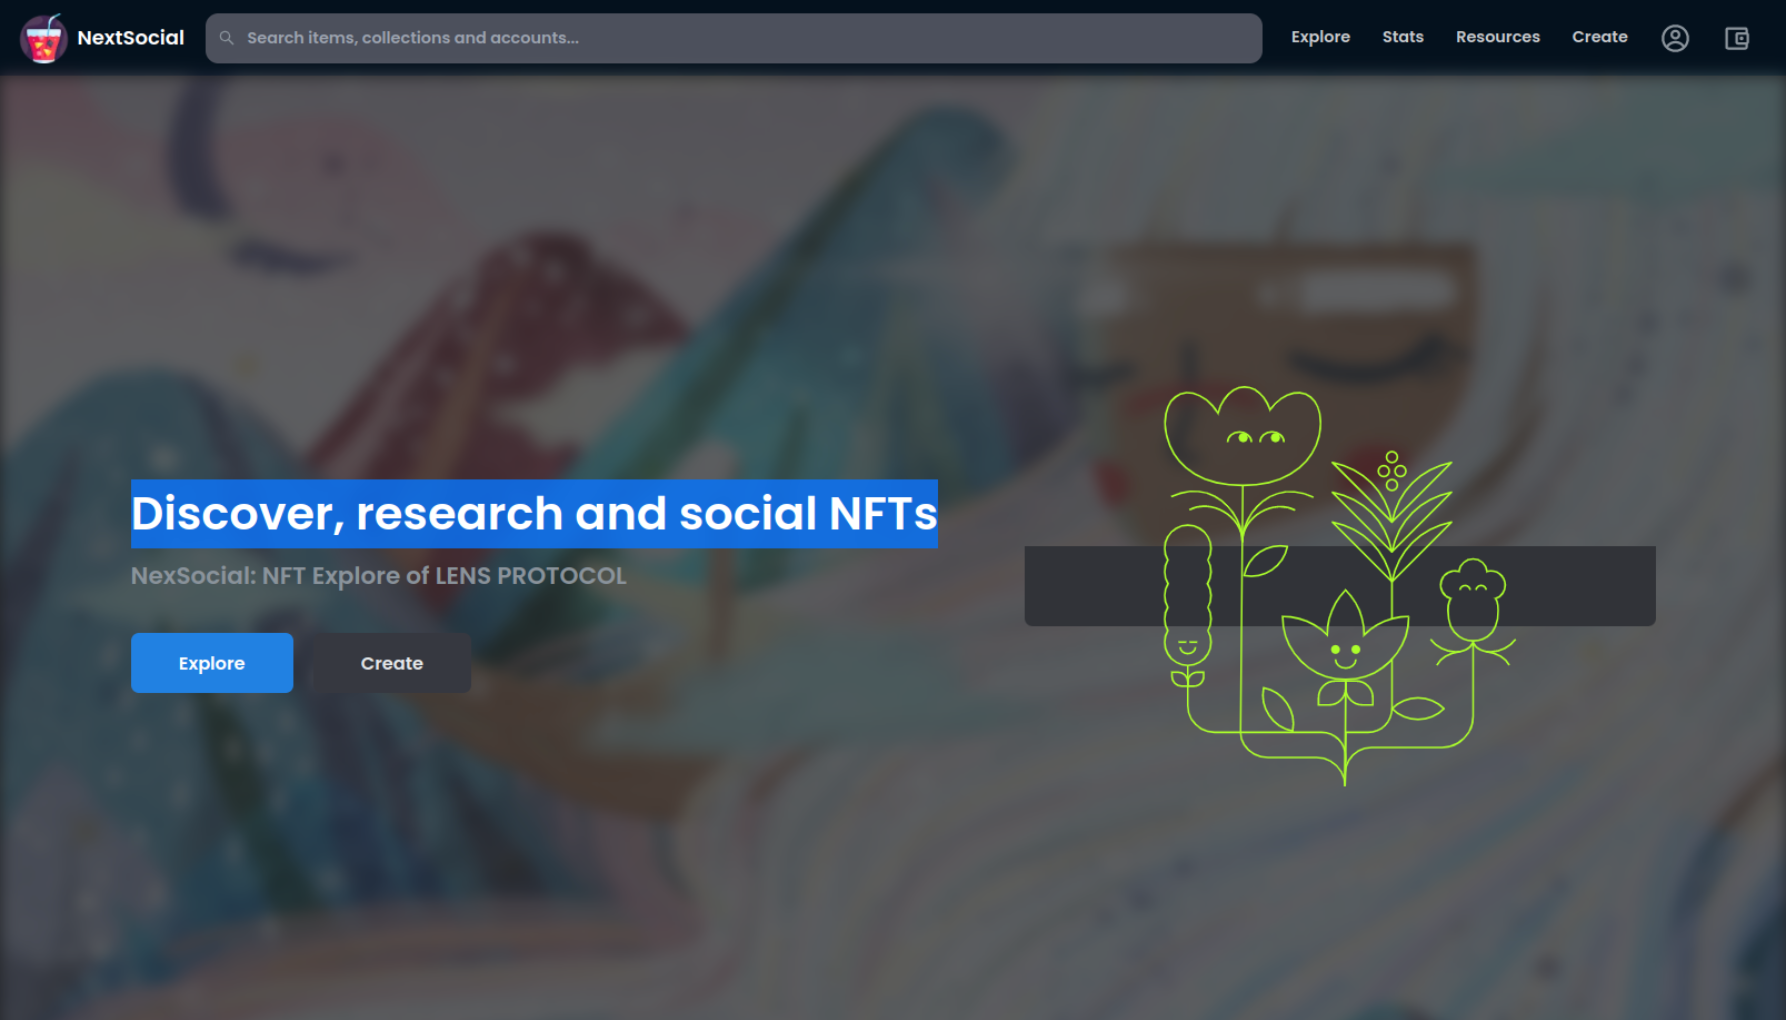 NextSocial
Search items, collections and accounts...
Explore
Stats
Resources
Create
Discover, research and social NFTs
NexSocial: NFT Explore of LENS PROTOCOL
Explore
Create